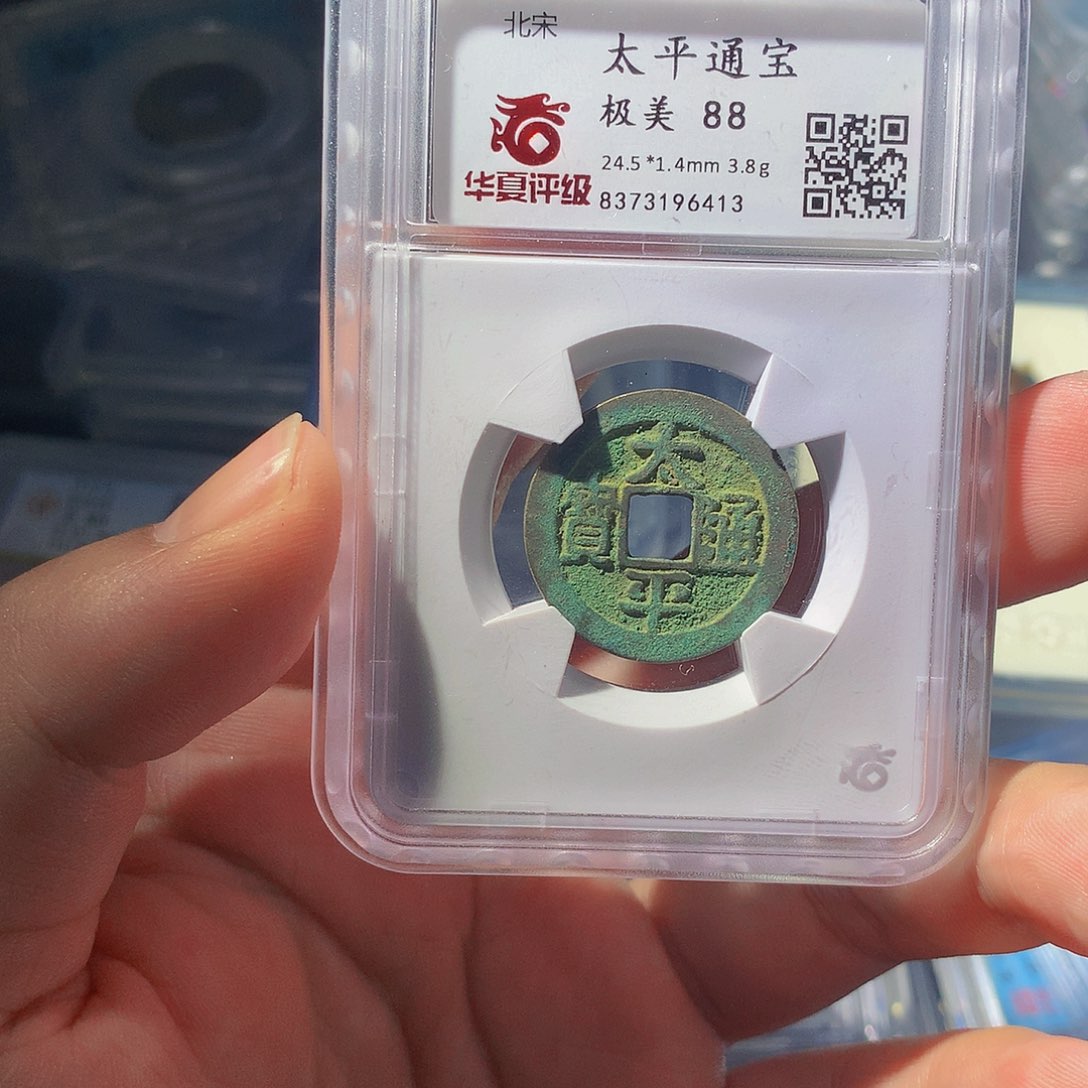 北宋
太平通宝
极美 88
24.5*1.4mm 3.8g
华夏评级
8373196413
太
寶 通
平